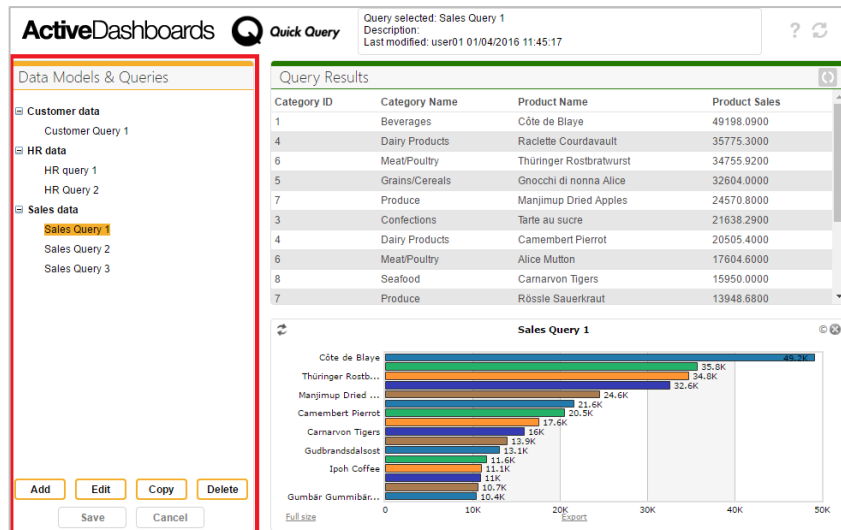 ActiveDashboards Q Quick Query
Query selected: Sales Query 1
Description:
Last modified: user01 01/04/2016 11:45:17
?
Data Models & Queries
Customer data
Customer Query 1
HR data
HR query 1
HR Query 2
Sales data
Sales Query 1
Sales Query 2
Sales Query 3
Add Edit Copy Delete
Save Cancel
Query Results
Category ID Category Name Product Name Product Sales
1 Beverages Côte de Blaye 49198.0900
4 Dairy Products Raclette Courdavault 35775.3000
6 Meat/Poultry Thüringer Rostbratwurst 34755.9200
5 Grains/Cereals Gnocchi di nonna Alice 32604.0000
7 Produce Manjimup Dried Apples 24570.8000
3 Confections Tarte au sucre 21638.2900
4 Dairy Products Camembert Pierrot 20505.4000
6 Meat/Poultry Alice Mutton 17604.6000
8 Seafood Carnarvon Tigers 15950.0000
7 Produce Rössle Sauerkraut 13948.6800
Sales Query 1 ©
Côte de Blaye 49.2K
35.8K
Thüringer Rostb... 34.8K
32.6K
Manjimup Dried ... 24.6K
21.6K
Camembert Pierrot 20.5K
17.6K
Carnarvon Tigers 16K
13.9K
Gudbrandsdalsost 13.1K
11.6K
Ipoh Coffee 11.1K
11K
10.7K
Gumbär Gummibär... 10.4K
0 10K 20K 30K 40K 50K
Full size Export